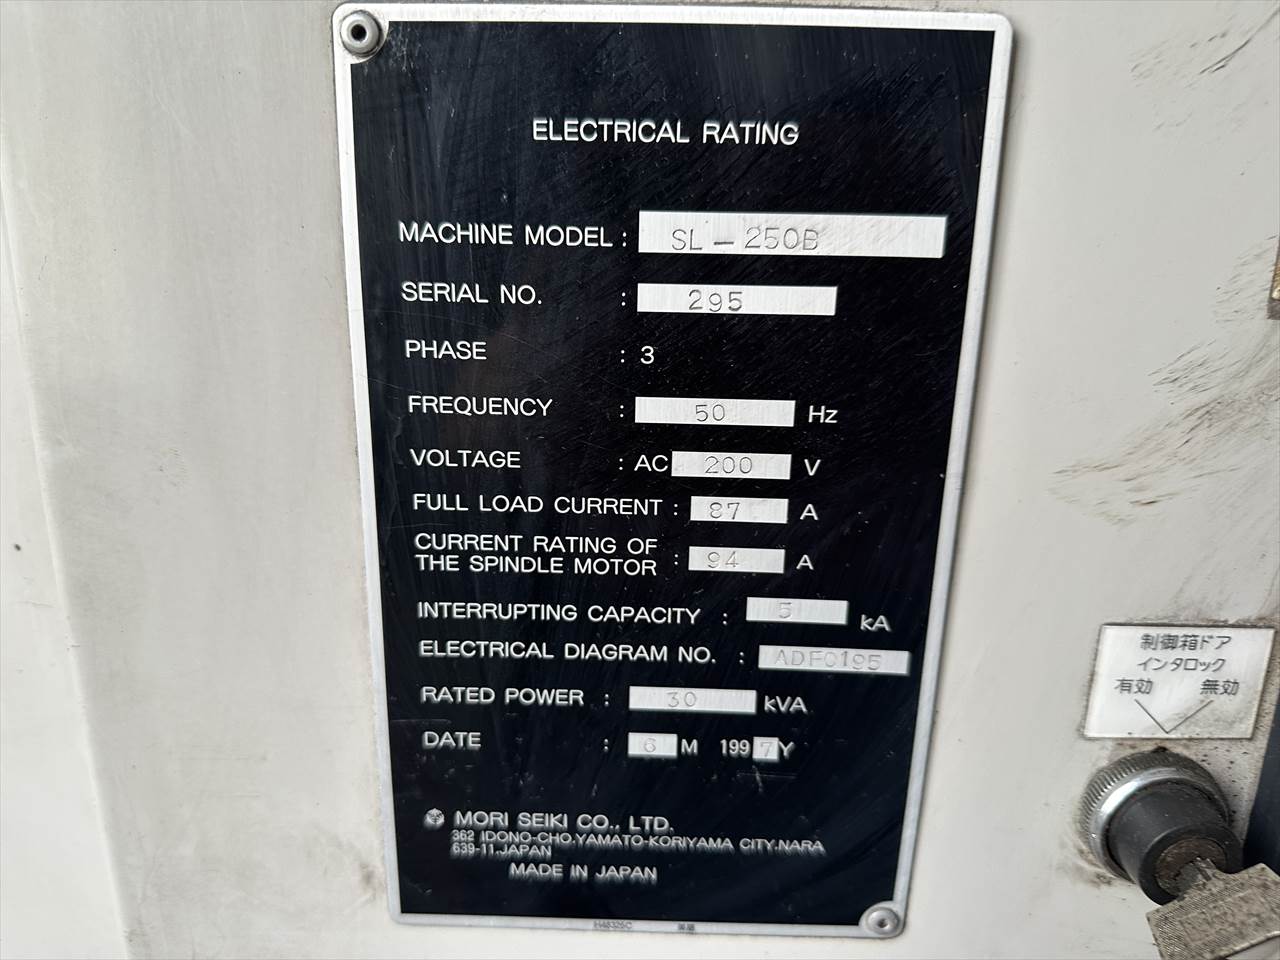 ELECTRICAL RATING
MACHINE MODEL : SL-250B
SERIAL NO. : 295
PHASE : 3
FREQUENCY : 50 Hz
VOLTAGE : AC 200 V
FULL LOAD CURRENT : 87 A
CURRENT RATING OF
THE SPINDLE MOTOR : 94 A
INTERRUPTING CAPACITY : 5 kA
ELECTRICAL DIAGRAM NO. : ADFC195
RATED POWER : 30 kVA
DATE : 6 M 1997Y
MORI SEIKI CO., LTD.
362 IDONO-CHO,YAMATO-KORIYAMA CITY,NARA
639-11,JAPAN
MADE IN JAPAN
制御箱ドア
インタロック
有効 無効